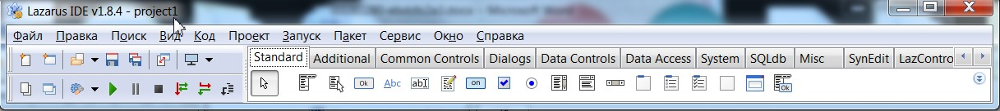 Lazarus IDE v1.8.4 - project1
Файл Правка Поиск Вид Код Проект Запуск Пакет Сервис Окно Справка
Standard Additional Common Controls Dialogs Data Controls Data Access System SQLdb Misc SynEdit LazContro
Ok Abc abI on
Ok